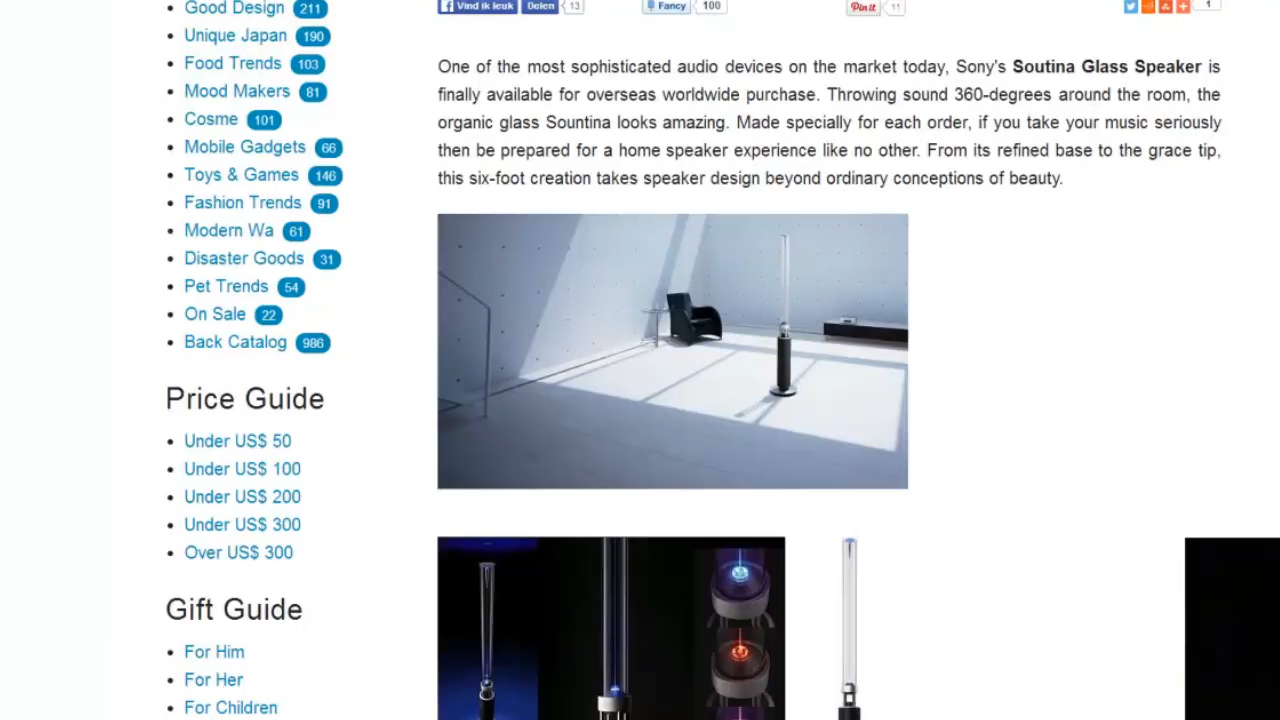 Good Design 211
Unique Japan 190
Food Trends 103
Mood Makers 81
Cosme 101
Mobile Gadgets 66
Toys & Games 146
Fashion Trends 91
Modern Wa 61
Disaster Goods 31
Pet Trends 54
On Sale 22
Back Catalog 986
Price Guide
Under US$ 50
Under US$ 100
Under US$ 200
Under US$ 300
Over US$ 300
Gift Guide
For Him
For Her
For Children
Vind ik leuk Delen 13 Fancy 100 Pin it 11 1
One of the most sophisticated audio devices on the market today, Sony's Soutina Glass Speaker is
finally available for overseas worldwide purchase. Throwing sound 360-degrees around the room, the
organic glass Sountina looks amazing. Made specially for each order, if you take your music seriously
then be prepared for a home speaker experience like no other. From its refined base to the grace tip,
this six-foot creation takes speaker design beyond ordinary conceptions of beauty.